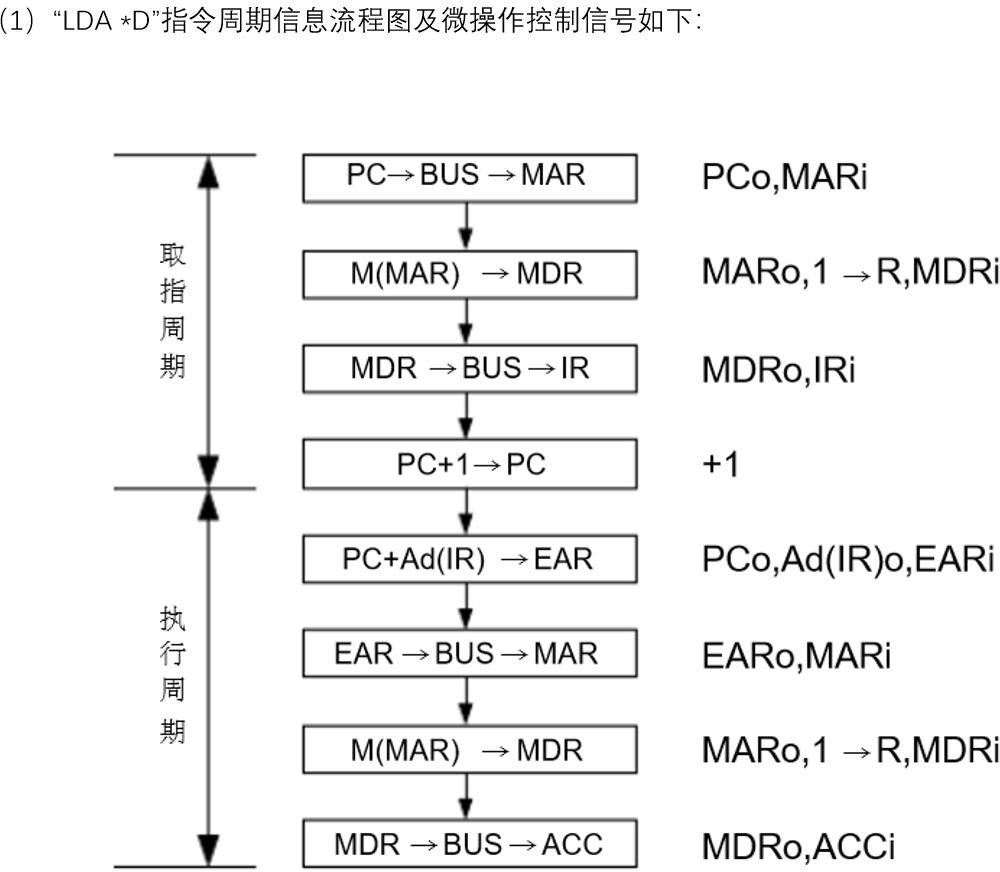 (1) “LDA *D”指令周期信息流程图及微操作控制信号如下：
取指周期
PC→BUS→MAR PCo,MARi
M(MAR) →MDR MARo,1→R,MDRi
MDR→BUS→IR MDRo,IRi
PC+1→PC +1
执行周期
PC+Ad(IR) →EAR PCo,Ad(IR)o,EARi
EAR→BUS→MAR EARo,MARi
M(MAR) →MDR MARo,1→R,MDRi
MDR→BUS→ACC MDRo,ACCi